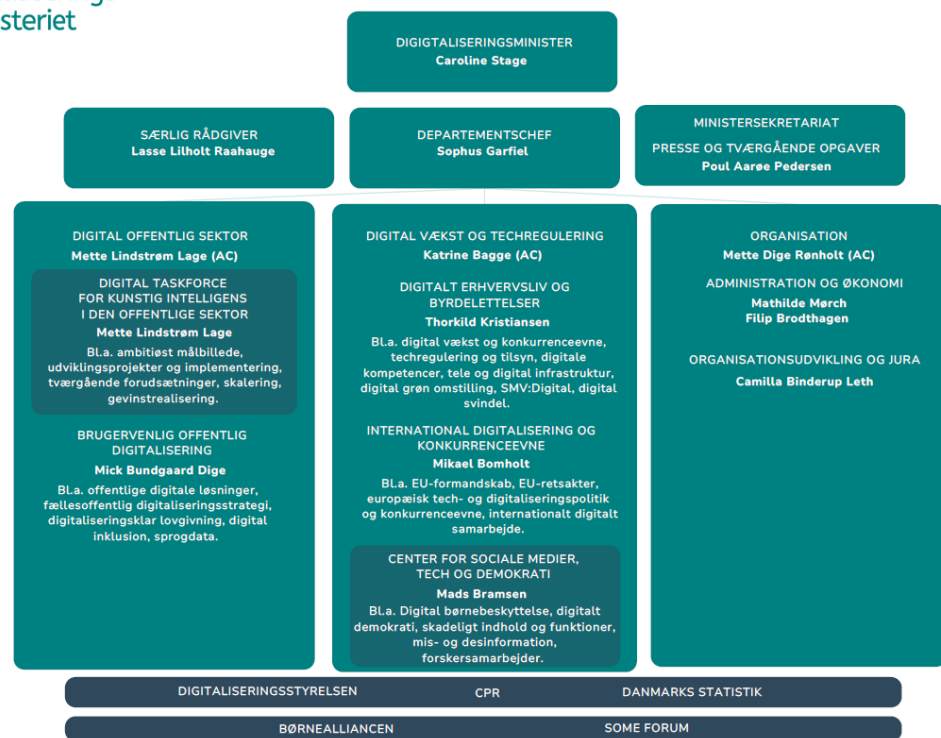 steriet
DIGIGTALISERINGSMINISTER
Caroline Stage
SÆRLIG RÅDGIVER
Lasse Lilholt Raahauge
DEPARTEMENTSCHEF
Sophus Garfiel
MINISTERSEKRETARIAT
PRESSE OG TVÆRGÅENDE OPGAVER
Poul Aarøe Pedersen
DIGITAL OFFENTLIG SEKTOR
Mette Lindstrøm Lage (AC)
DIGITAL TASKFORCE
FOR KUNSTIG INTELLIGENS
I DEN OFFENTLIGE SEKTOR
Mette Lindstrøm Lage
Bl.a. ambitiøst målbillede,
udviklingsprojekter og implementering,
tværgående forudsætninger, skalering,
gevinstrealisering.
BRUGERVENLIG OFFENTLIG
DIGITALISERING
Mick Bundgaard Dige
Bl.a. offentlige digitale løsninger,
fællesoffentlig digitaliseringsstrategi,
digitaliseringsklar lovgivning, digital
inklusion, sprogdata.
DIGITAL VÆKST OG TECHREGULERING
Katrine Bagge (AC)
DIGITALT ERHVERVSLIV OG
BYRDELETTELSER
Thorkild Kristiansen
Bl.a. digital vækst og konkurrenceevne,
techregulering og tilsyn, digitale
kompetencer, tele og digital infrastruktur,
digital grøn omstilling, SMV:Digital, digital
svindel.
INTERNATIONAL DIGITALISERING OG
KONKURRENCEEVNE
Mikael Bomholt
Bl.a. EU-formandskab, EU-retsakter,
europæisk tech- og digitaliseringspolitik
og konkurrenceevne, internationalt digitalt
samarbejde.
CENTER FOR SOCIALE MEDIER,
TECH OG DEMOKRATI
Mads Bramsen
Bl.a. Digital børnebeskyttelse, digitalt
demokrati, skadeligt indhold og funktioner,
mis- og desinformation,
forskersamarbejder.
ORGANISATION
Mette Dige Rønholt (AC)
ADMINISTRATION OG ØKONOMI
Mathilde Mørch
Filip Brodthagen
ORGANISATIONSUDVIKLING OG JURA
Camilla Binderup Leth
DIGITALISERINGSSTYRELSEN
CPR
DANMARKS STATISTIK
BØRNEALLIANCEN
SOME FORUM